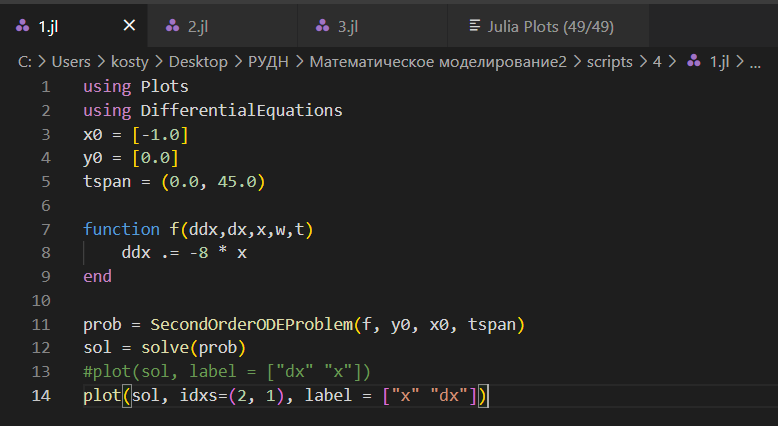 1.jl × 2.jl 3.jl Julia Plots (49/49)
C: > Users > kosty > Desktop > РУДН > Математическое моделирование2 > scripts > 4 > 1.jl > ...
1 using Plots
2 using DifferentialEquations
3 x0 = [-1.0]
4 y0 = [0.0]
5 tspan = (0.0, 45.0)
6
7 function f(ddx,dx,x,w,t)
8     ddx .= -8 * x
9 end
10
11 prob = SecondOrderODEProblem(f, y0, x0, tspan)
12 sol = solve(prob)
13 #plot(sol, label = ["dx" "x"])
14 plot(sol, idxs=(2, 1), label = ["x" "dx"])